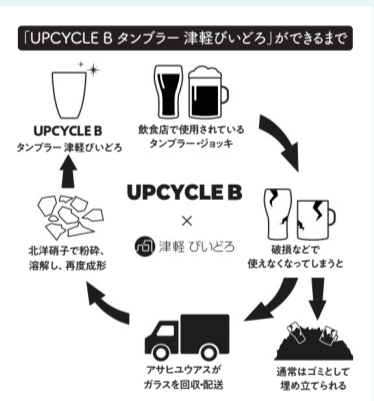 「UPCYCLE B タンブラー 津軽びいどろ」ができるまで
UPCYCLE B
タンブラー 津軽びいどろ
飲食店で使用されている
タンブラー・ジョッキ
UPCYCLE B
×
津軽 びいどろ
破損などで
使えなくなってしまうと
北洋硝子で粉砕、
溶解し、再度成形
アサヒユウアスが
ガラスを回収・配送
通常はゴミとして
埋め立てられる